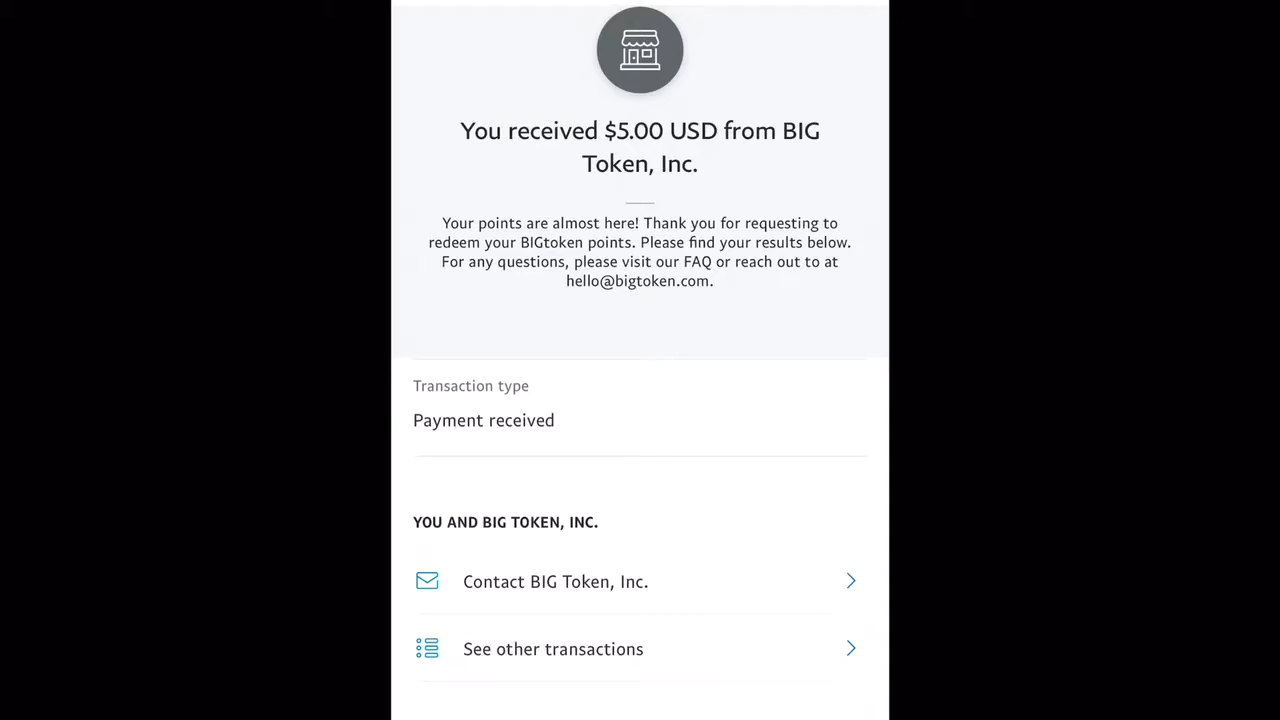 You received $5.00 USD from BIG
Token, Inc.
Your points are almost here! Thank you for requesting to
redeem your BIGtoken points. Please find your results below.
For any questions, please visit our FAQ or reach out to at
hello@bigtoken.com.
Transaction type
Payment received
YOU AND BIG TOKEN, INC.
Contact BIG Token, Inc.
See other transactions